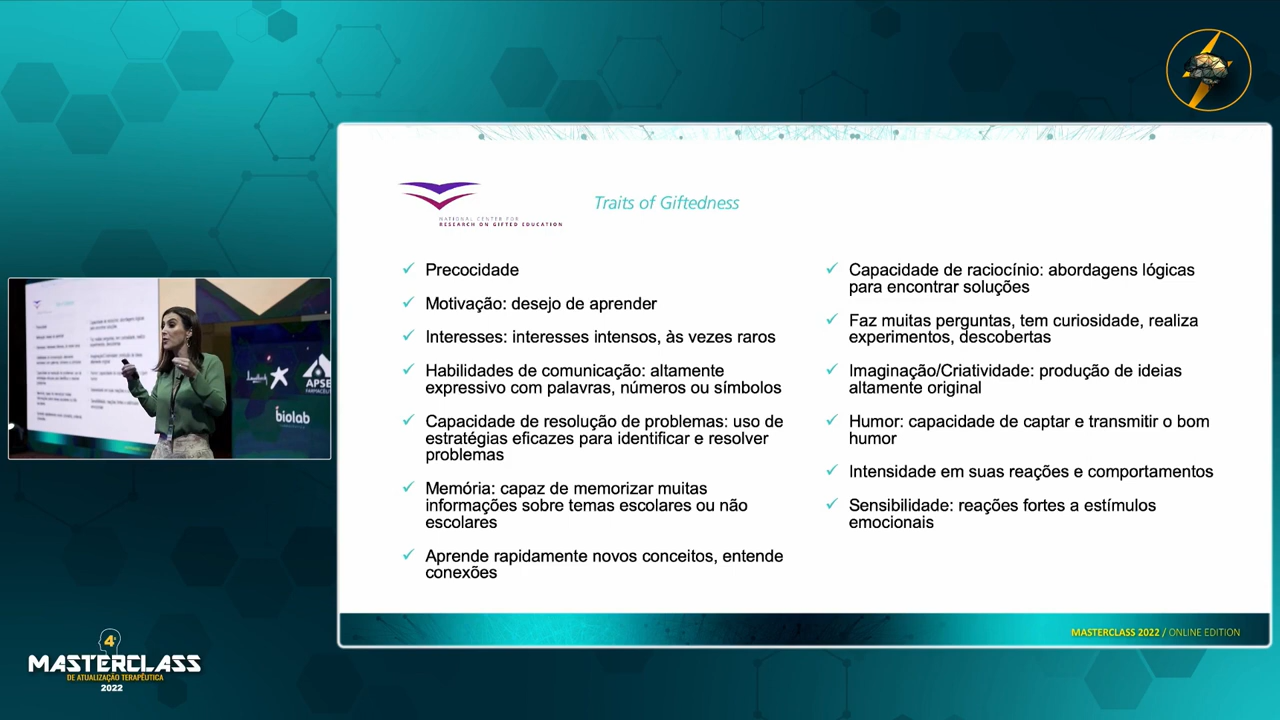 NATIONAL CENTER FOR
RESEARCH ON GIFTED EDUCATION
Traits of Giftedness
Precocidade
Motivação: desejo de aprender
Interesses: interesses intensos, às vezes raros
Habilidades de comunicação: altamente
expressivo com palavras, números ou símbolos
Capacidade de resolução de problemas: uso de
estratégias eficazes para identificar e resolver
problemas
Memória: capaz de memorizar muitas
informações sobre temas escolares ou não
escolares
Aprende rapidamente novos conceitos, entende
conexões
Capacidade de raciocínio: abordagens lógicas
para encontrar soluções
Faz muitas perguntas, tem curiosidade, realiza
experimentos, descobertas
Imaginação/Criatividade: produção de ideias
altamente original
Humor: capacidade de captar e transmitir o bom
humor
Intensidade em suas reações e comportamentos
Sensibilidade: reações fortes a estímulos
emocionais
MASTERCLASS 2022 / ONLINE EDITION
APSE
biolab
4ª
MASTERCLASS
DE ATUALIZAÇÃO TERAPÊUTICA
2022